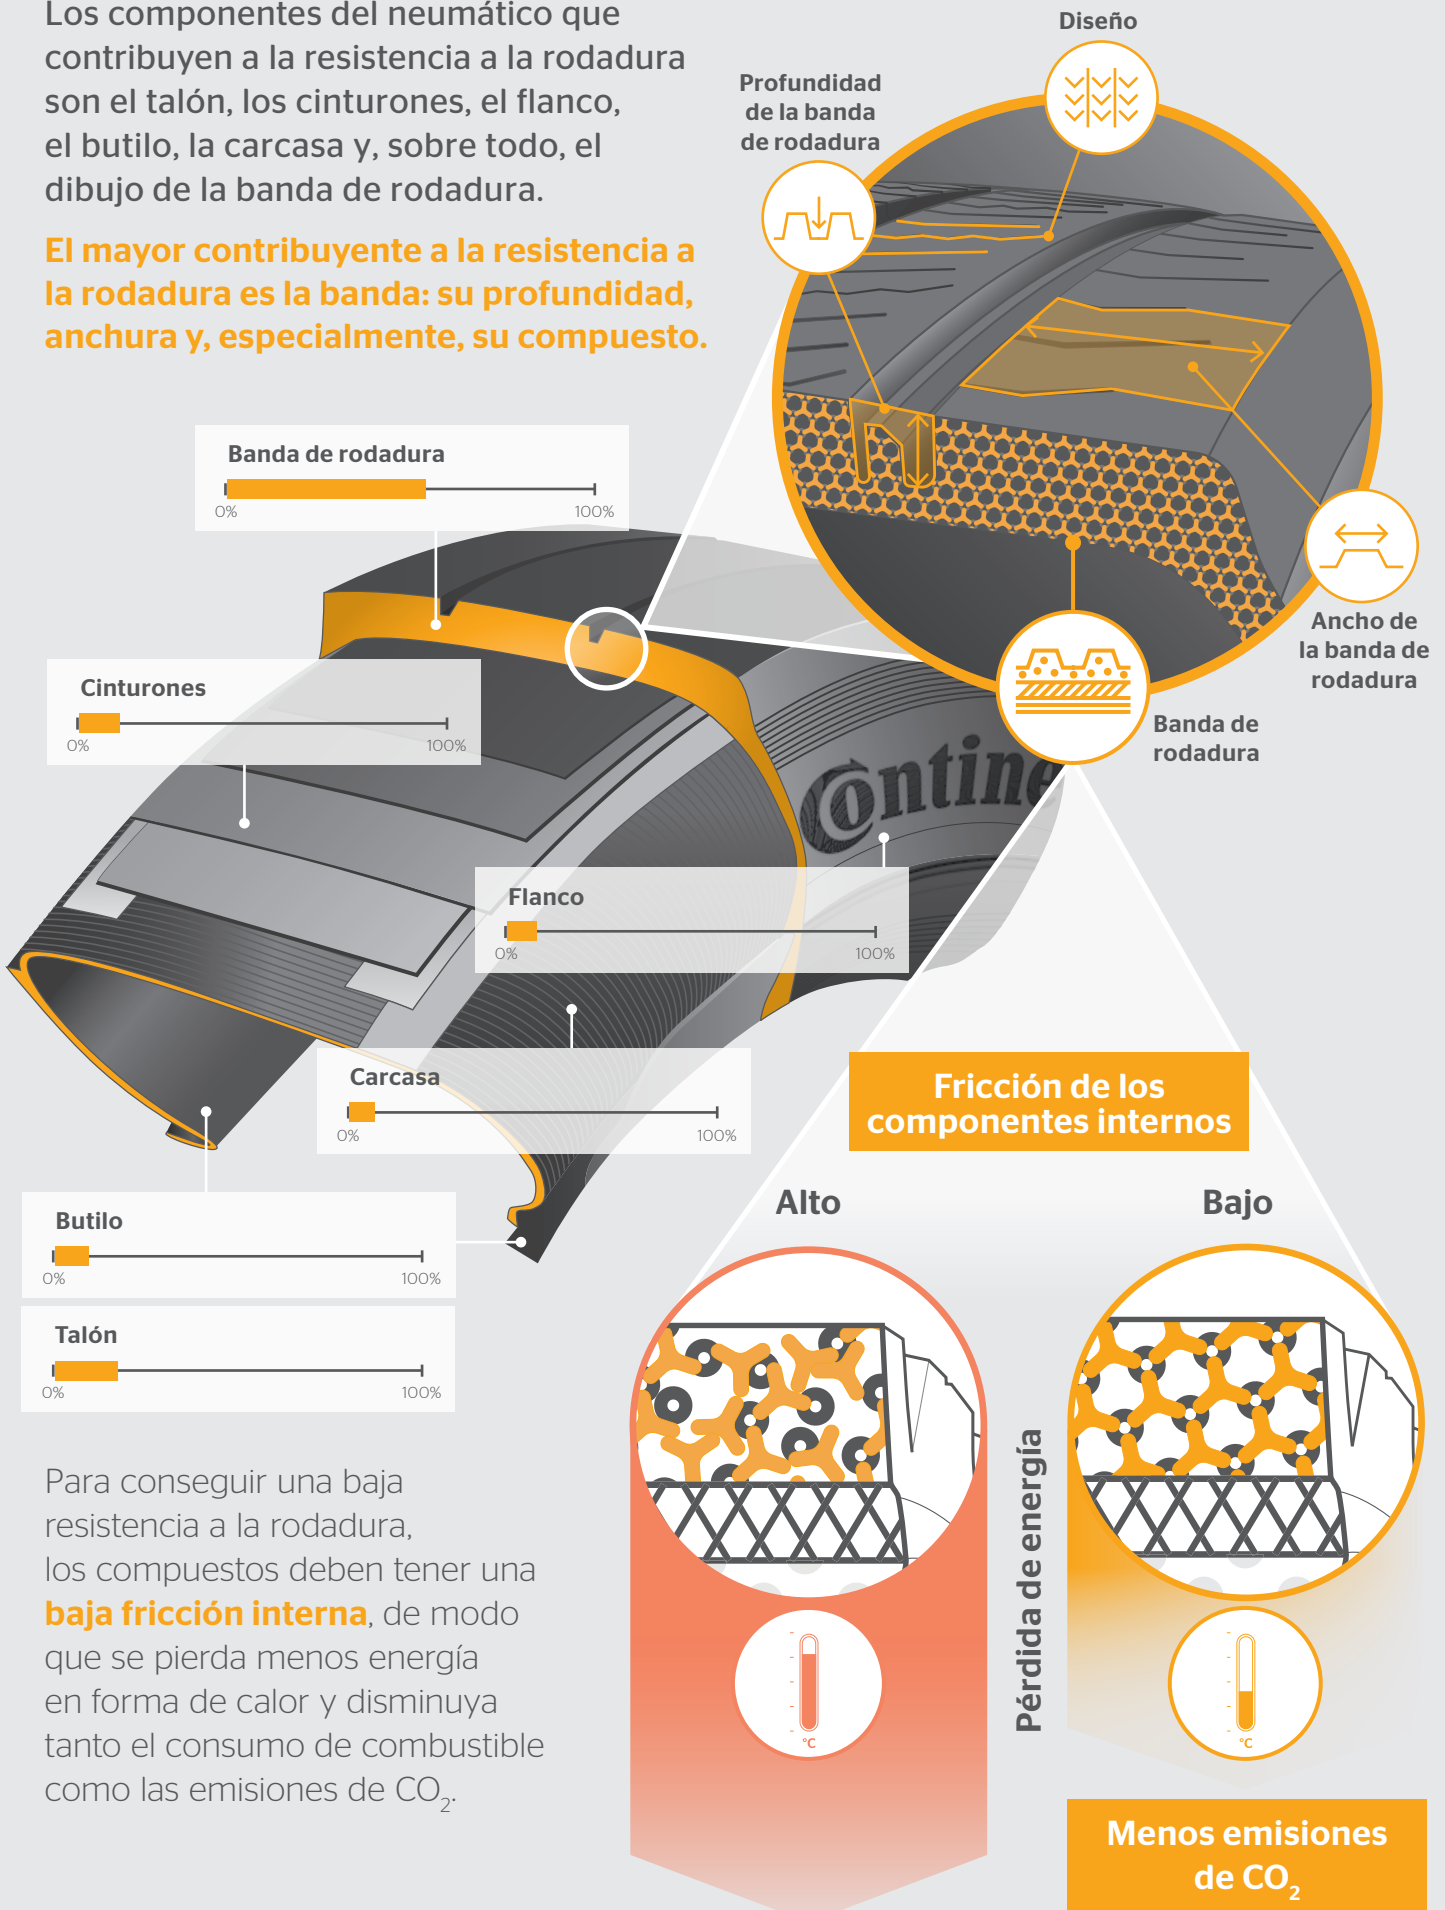 Los componentes del neumático que
contribuyen a la resistencia a la rodadura
son el talón, los cinturones, el flanco,
el butilo, la carcasa y, sobre todo, el
dibujo de la banda de rodadura.
El mayor contribuyente a la resistencia a
la rodadura es la banda: su profundidad,
anchura y, especialmente, su compuesto.
Diseño
Profundidad
de la banda
de rodadura
Ancho de
la banda de
rodadura
Banda de
rodadura
Banda de rodadura
0% 100%
Cinturones
0% 100%
Contine
Flanco
0% 100%
Carcasa
0% 100%
Butilo
0% 100%
Talón
0% 100%
Fricción de los
componentes internos
Alto
Bajo
Pérdida de energía
°C
°C
Para conseguir una baja
resistencia a la rodadura,
los compuestos deben tener una
baja fricción interna, de modo
que se pierda menos energía
en forma de calor y disminuya
tanto el consumo de combustible
como las emisiones de CO₂.
Menos emisiones
de CO₂